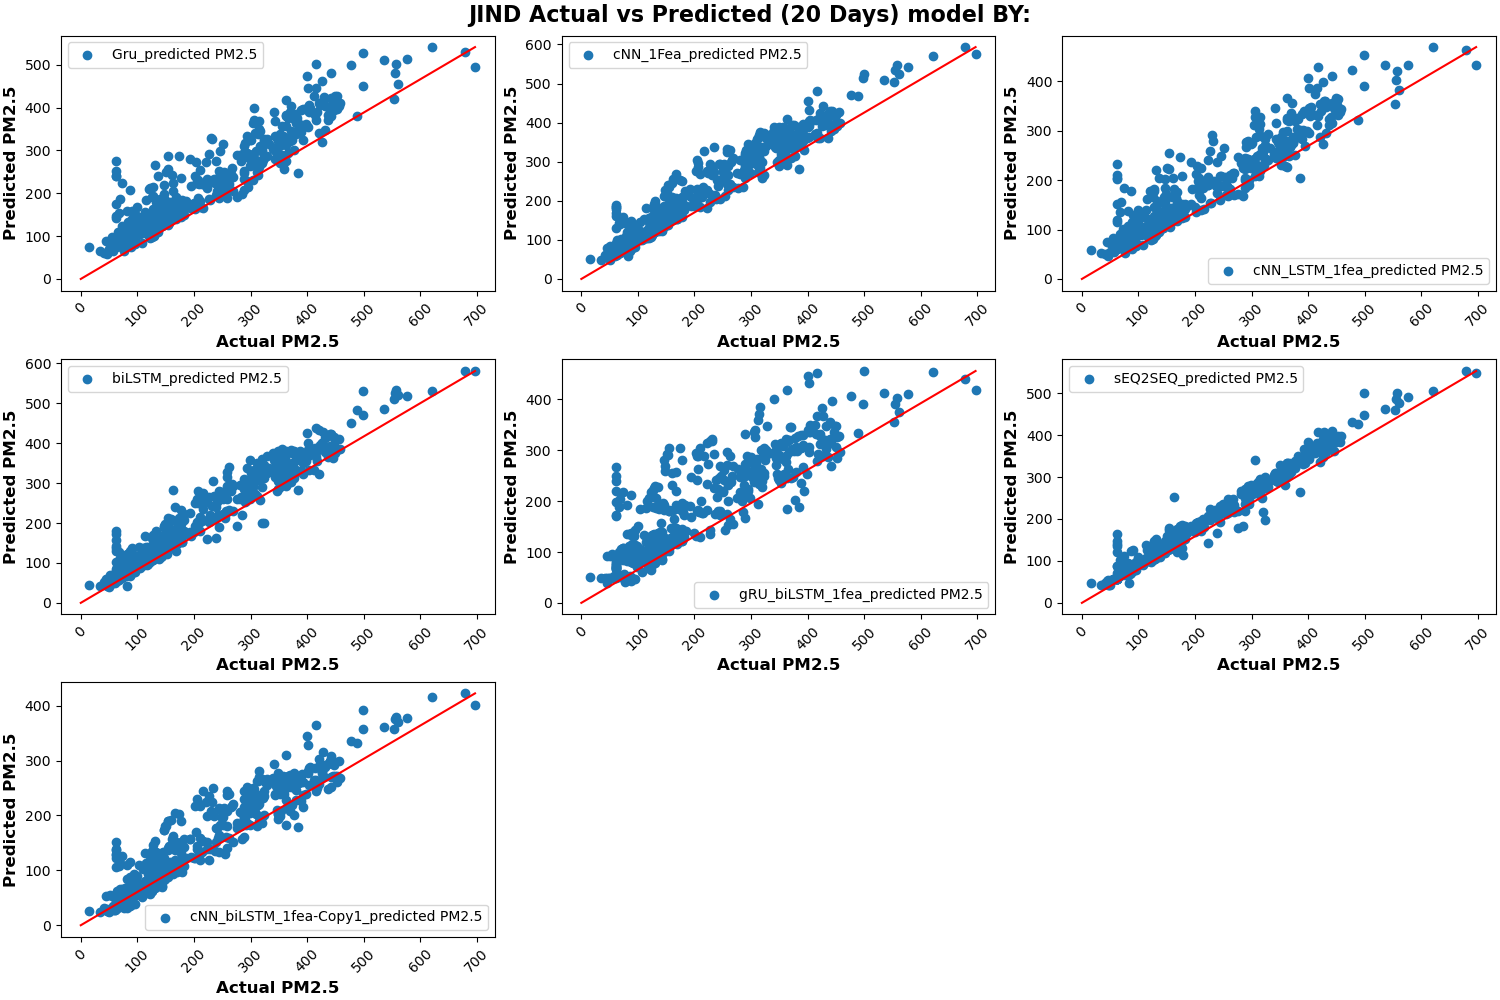 JIND Actual vs Predicted (20 Days) model BY:
Gru_predicted PM2.5
Predicted PM2.5
0
100
200
300
400
500
0 100 200 300 400 500 600 700
Actual PM2.5
cNN_1Fea_predicted PM2.5
Predicted PM2.5
0
100
200
300
400
500
600
0 100 200 300 400 500 600 700
Actual PM2.5
cNN_LSTM_1fea_predicted PM2.5
Predicted PM2.5
0
100
200
300
400
0 100 200 300 400 500 600 700
Actual PM2.5
biLSTM_predicted PM2.5
Predicted PM2.5
0
100
200
300
400
500
600
0 100 200 300 400 500 600 700
Actual PM2.5
gRU_biLSTM_1fea_predicted PM2.5
Predicted PM2.5
0
100
200
300
400
0 100 200 300 400 500 600 700
Actual PM2.5
sEQ2SEQ_predicted PM2.5
Predicted PM2.5
0
100
200
300
400
500
0 100 200 300 400 500 600 700
Actual PM2.5
cNN_biLSTM_1fea-Copy1_predicted PM2.5
Predicted PM2.5
0
100
200
300
400
0 100 200 300 400 500 600 700
Actual PM2.5